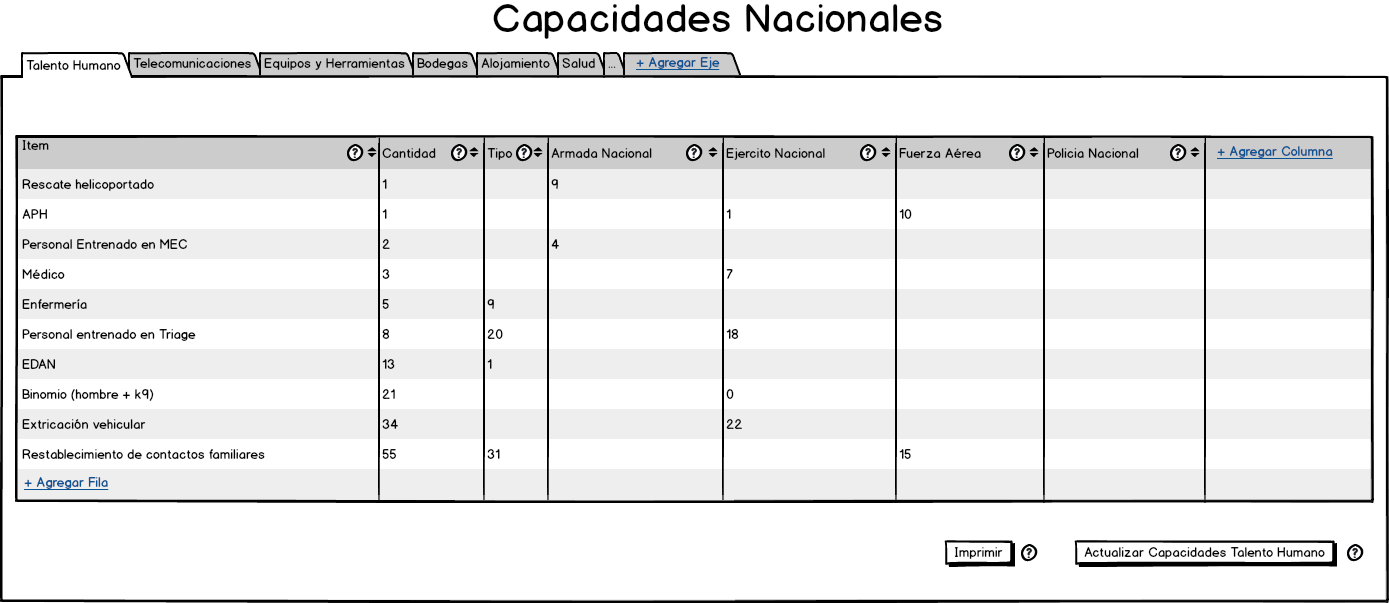 Capacidades Nacionales
Talento Humano Telecomunicaciones Equipos y Herramientas Bodegas Alojamiento Salud ... + Agregar Eje
Item ? Cantidad ? Tipo ? Armada Nacional ? Ejercito Nacional ? Fuerza Aérea ? Policia Nacional ? + Agregar Columna
Rescate helicoportado 1 9
APH 1 1 10
Personal Entrenado en MEC 2 4
Médico 3 7
Enfermería 5 9
Personal entrenado en Triage 8 20 18
EDAN 13 1
Binomio (hombre + k9) 21 0
Extricación vehicular 34 22
Restablecimiento de contactos familiares 55 31 15
+ Agregar Fila
Imprimir ? Actualizar Capacidades Talento Humano ?